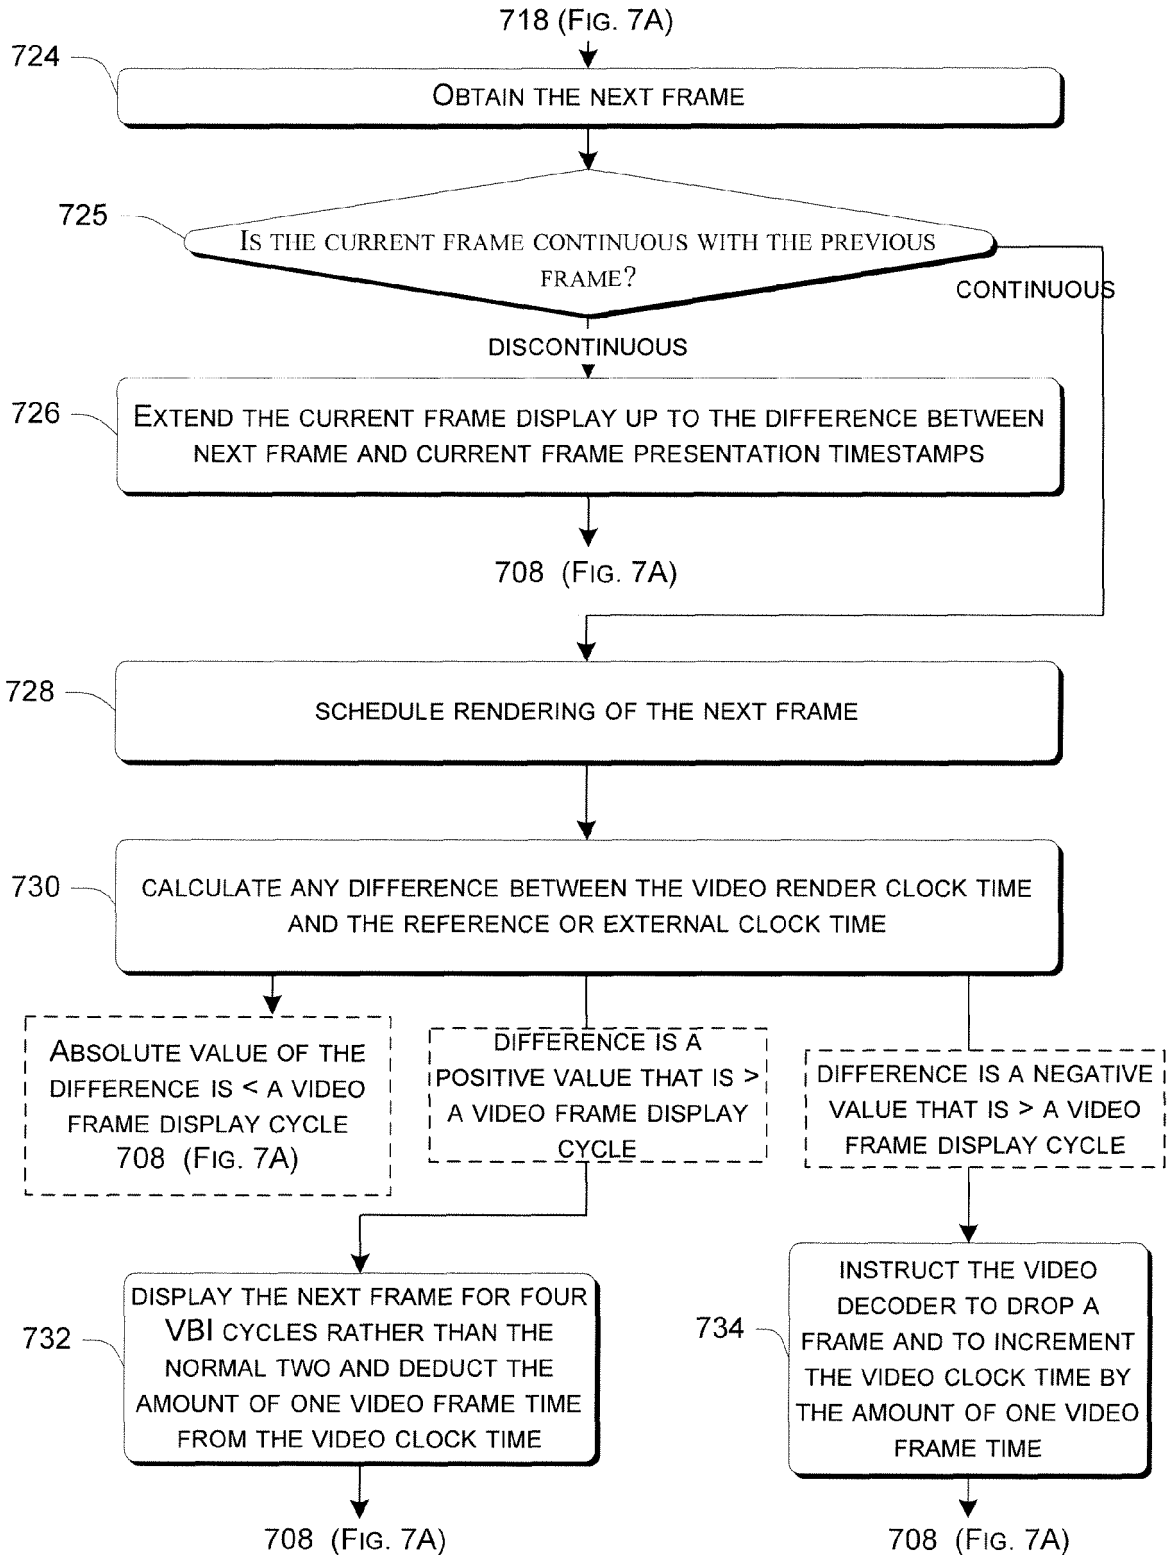 718 (FIG. 7A)
724
OBTAIN THE NEXT FRAME
725
IS THE CURRENT FRAME CONTINUOUS WITH THE PREVIOUS
FRAME?
CONTINUOUS
DISCONTINUOUS
726
EXTEND THE CURRENT FRAME DISPLAY UP TO THE DIFFERENCE BETWEEN
NEXT FRAME AND CURRENT FRAME PRESENTATION TIMESTAMPS
708 (FIG. 7A)
728
SCHEDULE RENDERING OF THE NEXT FRAME
730
CALCULATE ANY DIFFERENCE BETWEEN THE VIDEO RENDER CLOCK TIME
AND THE REFERENCE OR EXTERNAL CLOCK TIME
ABSOLUTE VALUE OF THE
DIFFERENCE IS < A VIDEO
FRAME DISPLAY CYCLE
708 (FIG. 7A)
DIFFERENCE IS A
POSITIVE VALUE THAT IS >
A VIDEO FRAME DISPLAY
CYCLE
DIFFERENCE IS A NEGATIVE
VALUE THAT IS > A VIDEO
FRAME DISPLAY CYCLE
732
DISPLAY THE NEXT FRAME FOR FOUR
VBI CYCLES RATHER THAN THE
NORMAL TWO AND DEDUCT THE
AMOUNT OF ONE VIDEO FRAME TIME
FROM THE VIDEO CLOCK TIME
708 (FIG. 7A)
734
INSTRUCT THE VIDEO
DECODER TO DROP A
FRAME AND TO INCREMENT
THE VIDEO CLOCK TIME BY
THE AMOUNT OF ONE VIDEO
FRAME TIME
708 (FIG. 7A)